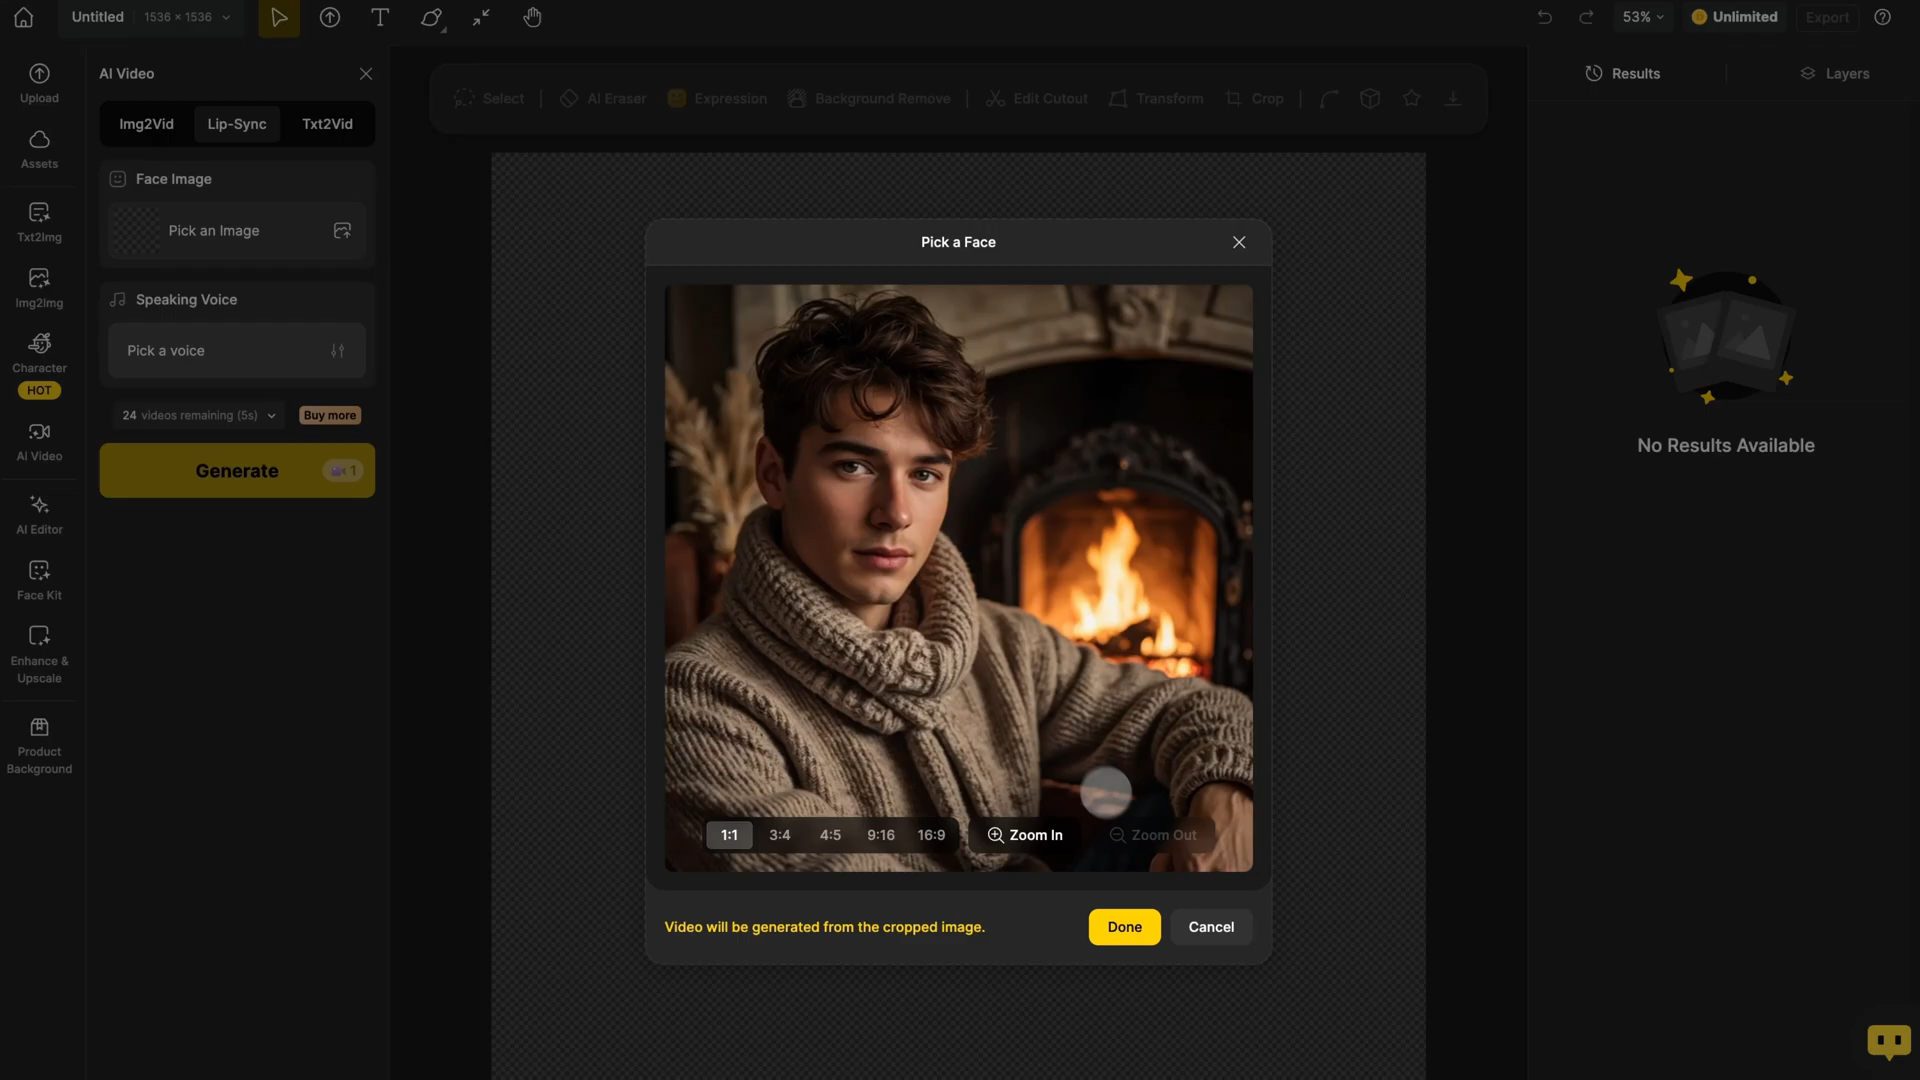 Untitled 1536 × 1536 53% Unlimited Export
Upload
Assets
Txt2Img
Img2Img
Character
HOT
AI Video
AI Editor
Face Kit
Enhance &
Upscale
Product
Background
AI Video
Img2Vid Lip-Sync Txt2Vid
Face Image
Pick an Image
Speaking Voice
Pick a voice
24 videos remaining (5s) Buy more
Generate 1
Select AI Eraser Expression Background Remove Edit Cutout Transform Crop
Pick a Face
1:1 3:4 4:5 9:16 16:9 Zoom In Zoom Out
Video will be generated from the cropped image. Done Cancel
Results Layers
No Results Available